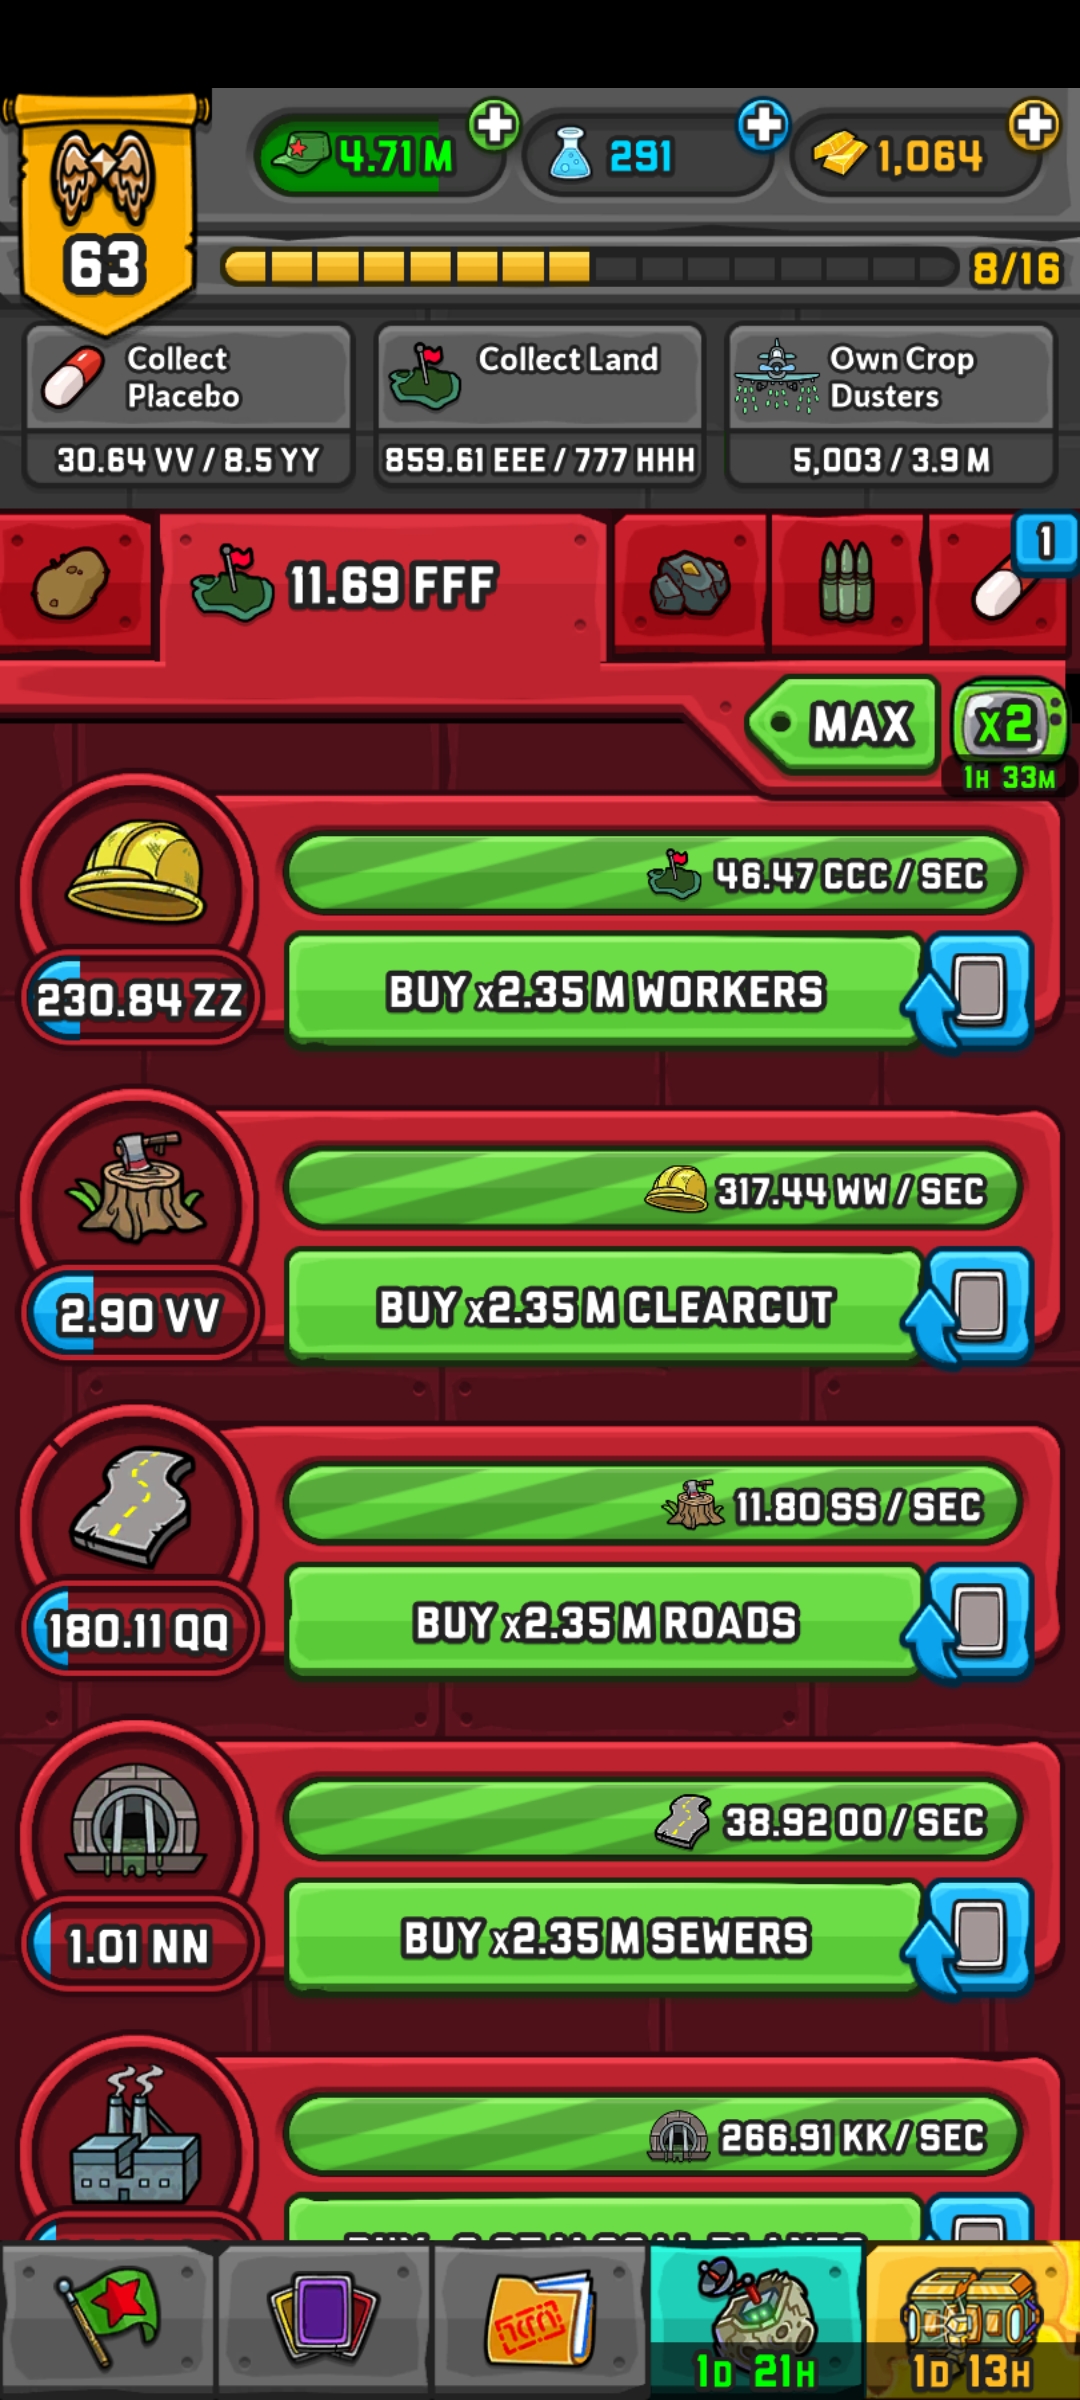 63
4.71 M
291
1,064
8/16
Collect
Placebo
30.64 VV / 8.5 YY
Collect Land
859.61 EEE / 777 HHH
Own Crop
Dusters
5,003 / 3.9 M
11.69 FFF
1
MAX
x2
1H 33M
46.47 CCC / SEC
230.84 ZZ
BUY x2.35 M WORKERS
317.44 WW / SEC
2.90 VV
BUY x2.35 M CLEARCUT
11.80 SS / SEC
180.11 QQ
BUY x2.35 M ROADS
38.92 OO / SEC
1.01 NN
BUY x2.35 M SEWERS
266.91 KK / SEC
1D 21H
1D 13H